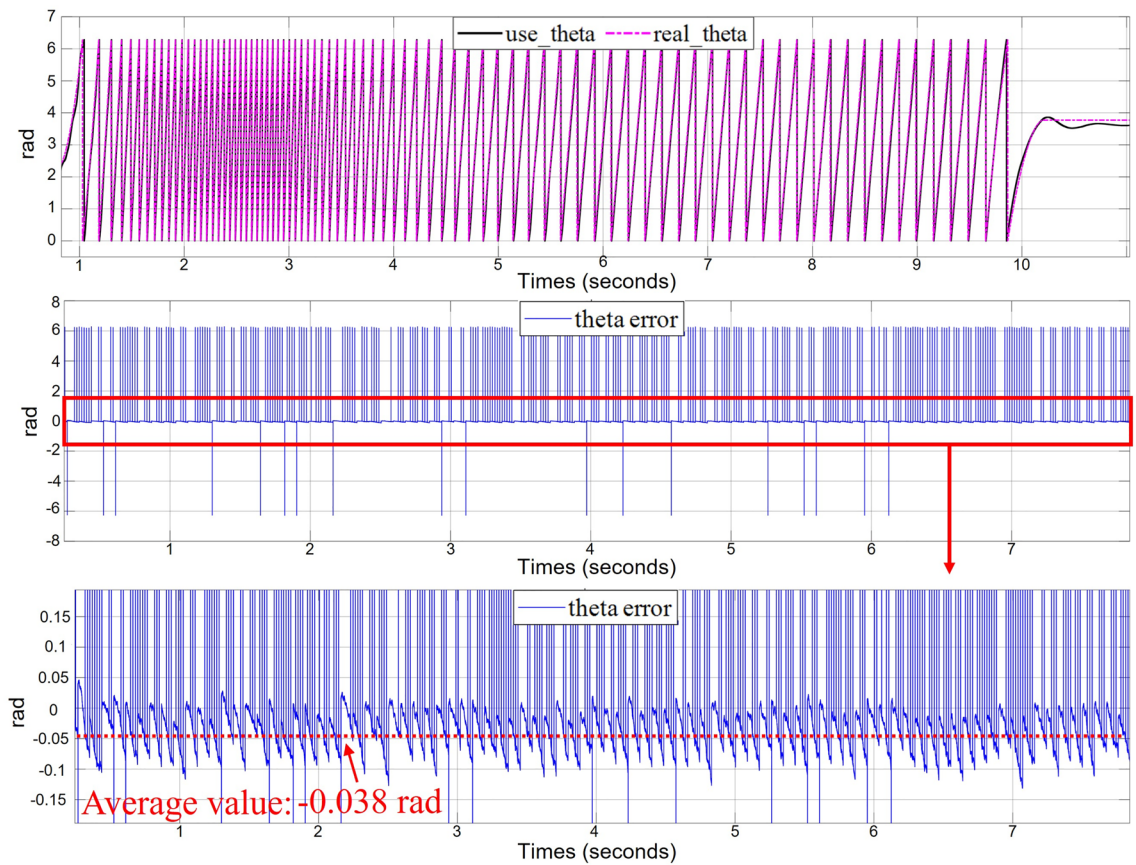 7
6
5
4
3
2
1
0
rad
use_theta real_theta
1 2 3 4 5 6 7 8 9 10
Times (seconds)
8
6
4
2
0
-2
-4
-6
-8
rad
theta error
1 2 3 4 5 6 7
Times (seconds)
0.15
0.1
0.05
0
-0.05
-0.1
-0.15
rad
theta error
Average value:-0.038 rad
1 2 3 4 5 6 7
Times (seconds)